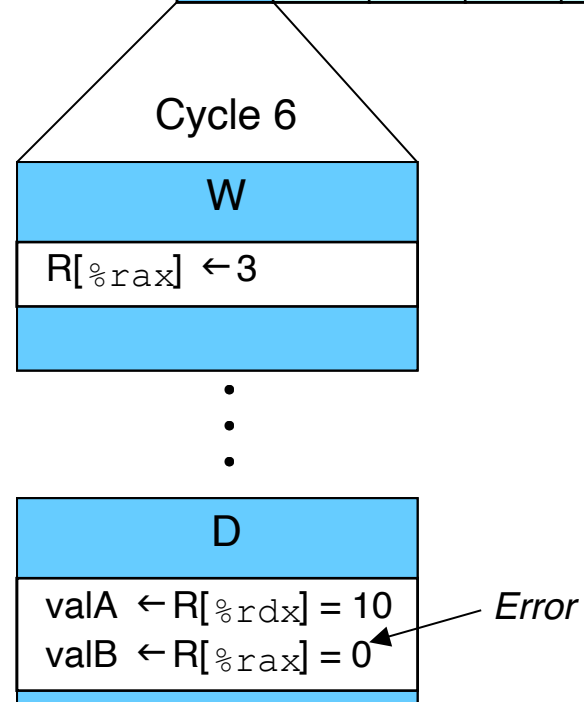 Cycle 6
W
R[%rax] ←3
D
valA ←R[%rdx] = 10
valB ←R[%rax] = 0
Error